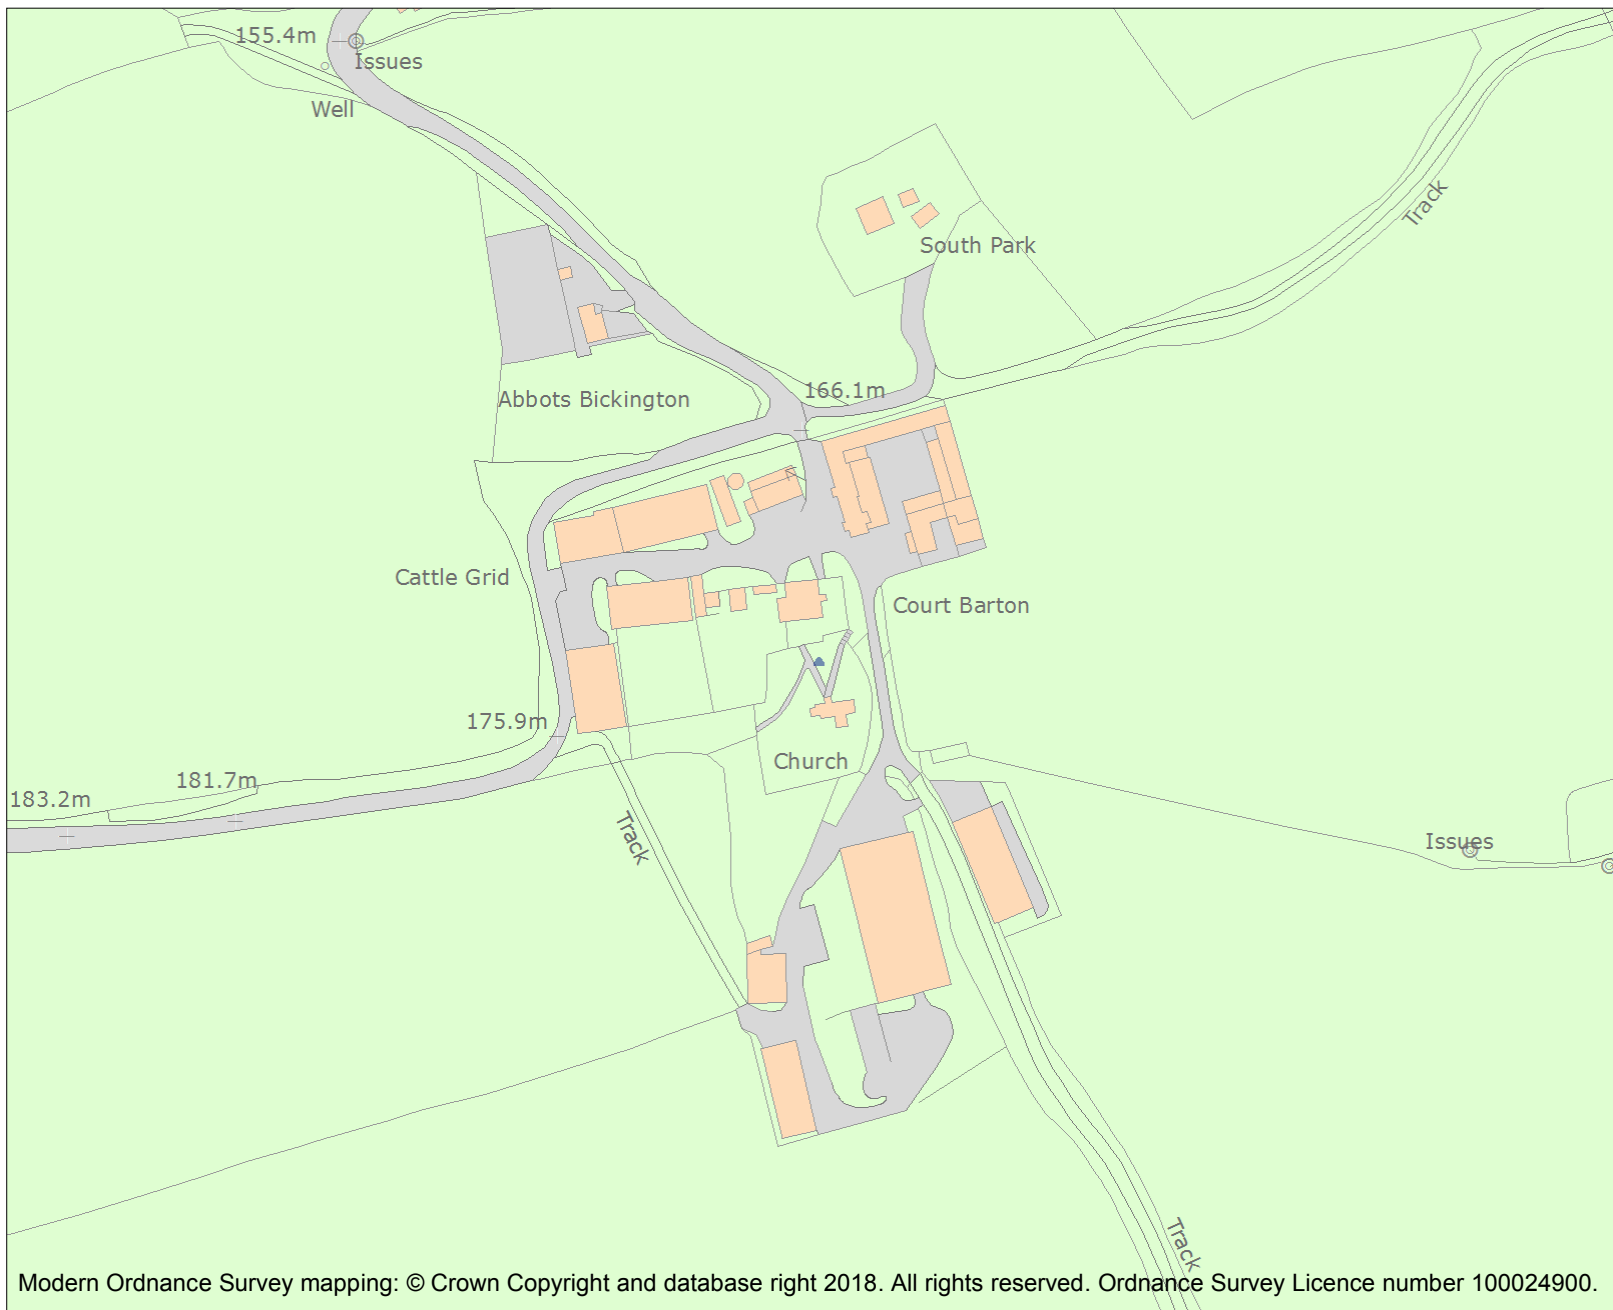 155.4m
Issues
Well
Track
South Park
166.1m
Abbots Bickington
Cattle Grid
Court Barton
175.9m
Church
181.7m
183.2m
Track
Issues
Track
Modern Ordnance Survey mapping: © Crown Copyright and database right 2018. All rights reserved. Ordnance Survey Licence number 100024900.